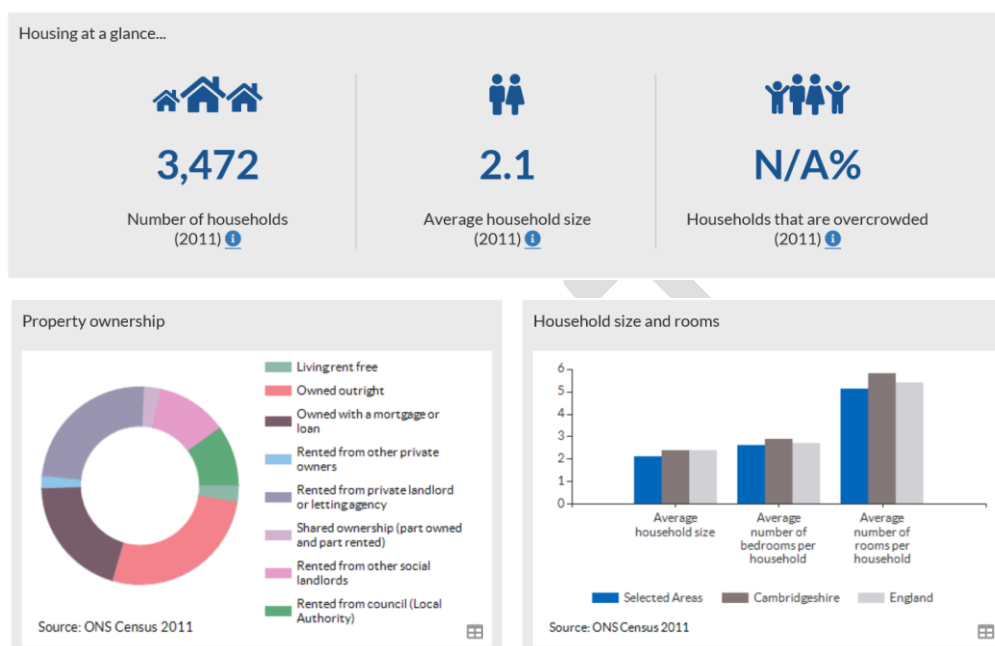 Housing at a glance...
3,472
Number of households
(2011)
2.1
Average household size
(2011)
N/A%
Households that are overcrowded
(2011)
Property ownership
Living rent free
Owned outright
Owned with a mortgage or
loan
Rented from other private
owners
Rented from private landlord
or letting agency
Shared ownership (part owned
and part rented)
Rented from other social
landlords
Rented from council (Local
Authority)
Source: ONS Census 2011
Household size and rooms
6
5
4
3
2
1
0
Average
household size
Average
number of
bedrooms per
household
Average
number of
rooms per
household
Selected Areas
Cambridgeshire
England
Source: ONS Census 2011